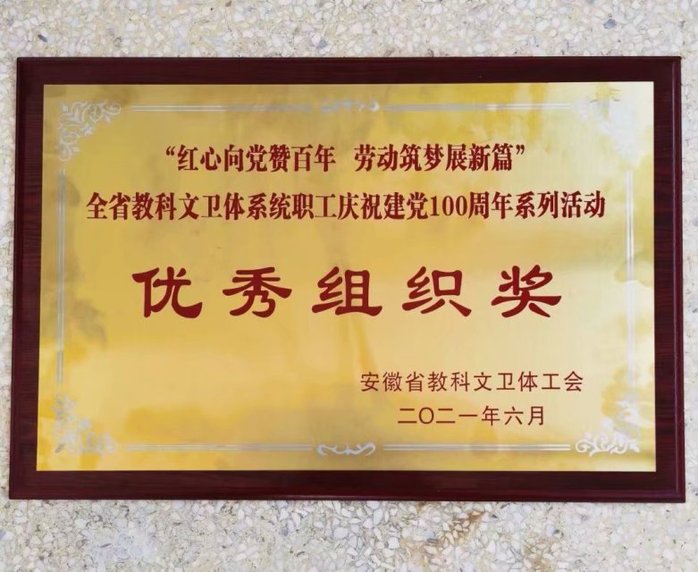 “红心向党赞百年 劳动筑梦展新篇”
全省教科文卫体系统职工庆祝建党100周年系列活动
优秀组织奖
安徽省教科文卫体工会
二〇二一年六月